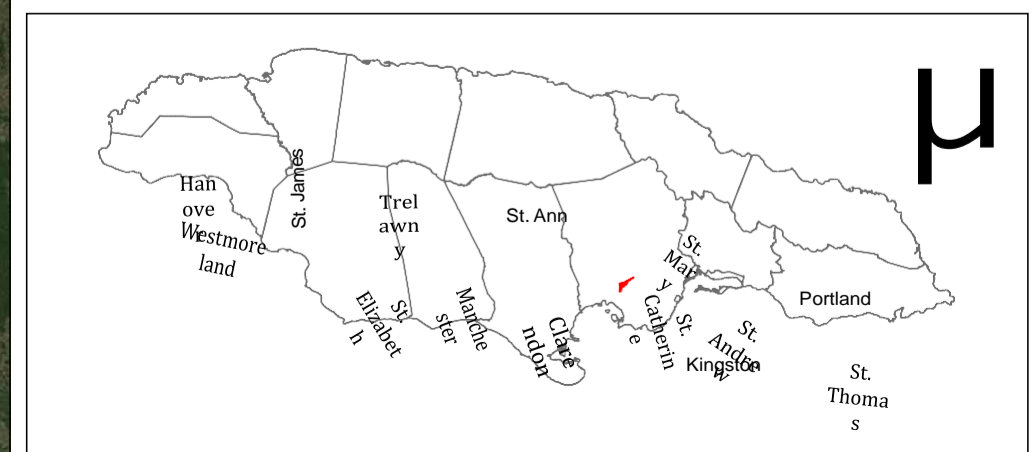 µ
Han
ove
r
Westmore
land
St. James
Trel
awn
y
St. Ann
St.
Mar
y
St.
Elizabet
h
Manche
ster
Clare
ndon
St.
Catherin
e
St.
Andre
w
Kingston
Portland
St.
Thoma
s